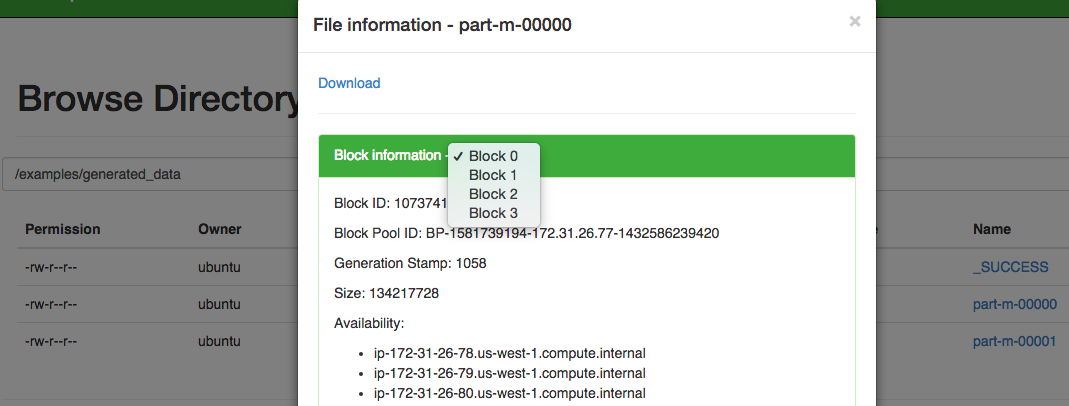 File information - part-m-00000
×
Download
Browse Directory
Block information -
✓ Block 0
Block 1
Block 2
Block 3
/examples/generated_data
Block ID: 1073741
Block Pool ID: BP-1581739194-172.31.26.77-1432586239420
Permission Owner Name
Generation Stamp: 1058
-rw-r--r-- ubuntu _SUCCESS
Size: 134217728
-rw-r--r-- ubuntu part-m-00000
Availability:
-rw-r--r-- ubuntu part-m-00001
• ip-172-31-26-78.us-west-1.compute.internal
• ip-172-31-26-79.us-west-1.compute.internal
• ip-172-31-26-80.us-west-1.compute.internal